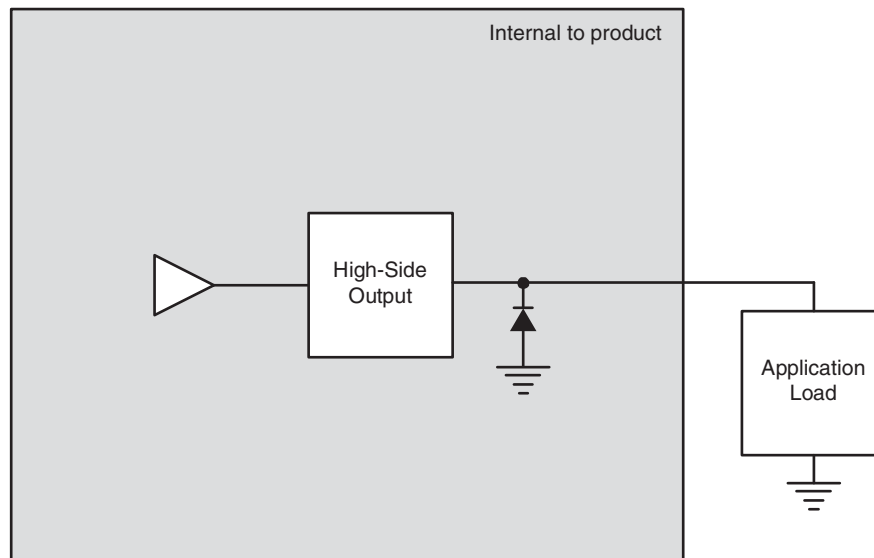 Internal to product
High-Side
Output
Application
Load